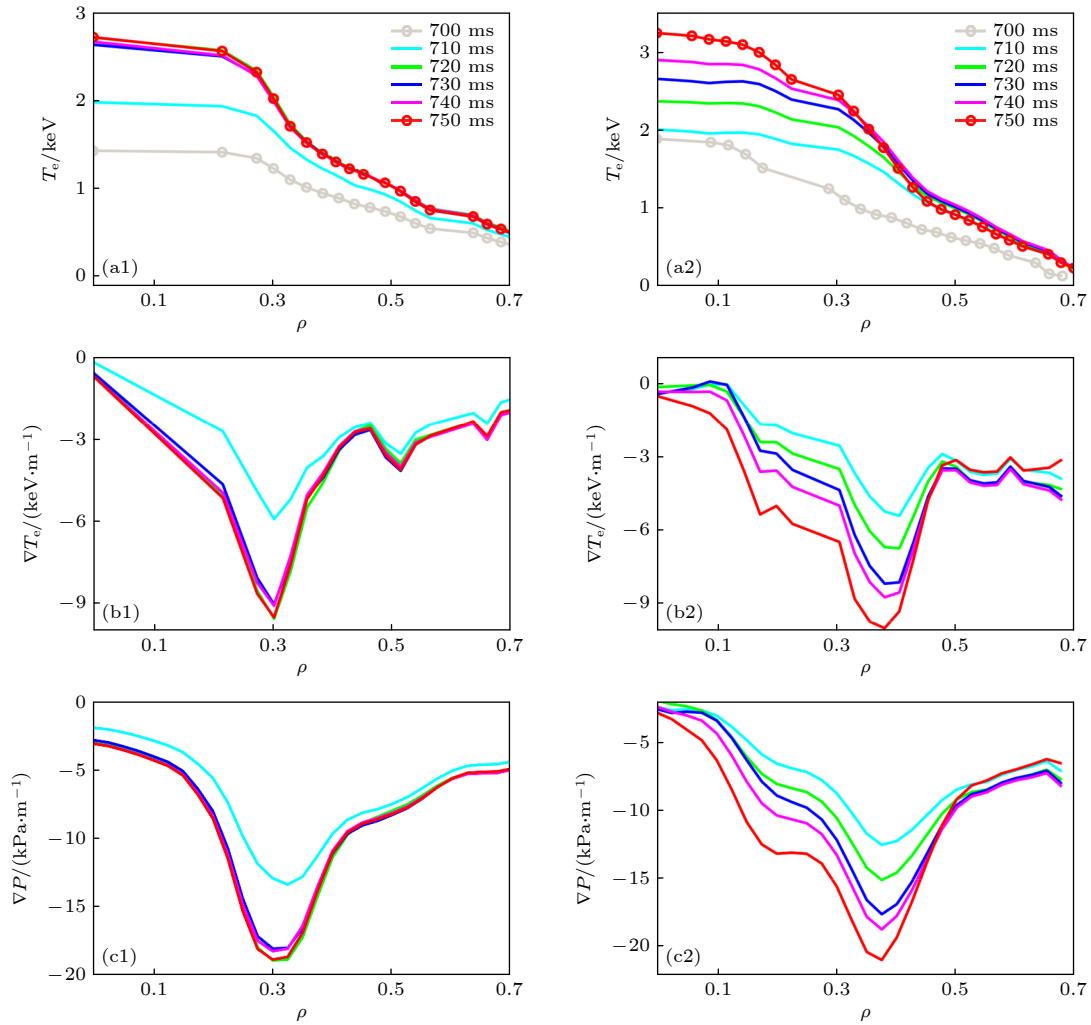 3
2
1
0
T_e/keV
700 ms
710 ms
720 ms
730 ms
740 ms
750 ms
(a1)
0.1
0.3
0.5
0.7
ρ
3
2
1
0
T_e/keV
700 ms
710 ms
720 ms
730 ms
740 ms
750 ms
(a2)
0.1
0.3
0.5
0.7
ρ
0
−3
−6
−9
∇T_e/(keV·m⁻¹)
(b1)
0.1
0.3
0.5
0.7
ρ
0
−3
−6
−9
∇T_e/(keV·m⁻¹)
(b2)
0.1
0.3
0.5
0.7
ρ
0
−5
−10
−15
−20
∇P/(kPa·m⁻¹)
(c1)
0.1
0.3
0.5
0.7
ρ
−5
−10
−15
−20
∇P/(kPa·m⁻¹)
(c2)
0.1
0.3
0.5
0.7
ρ